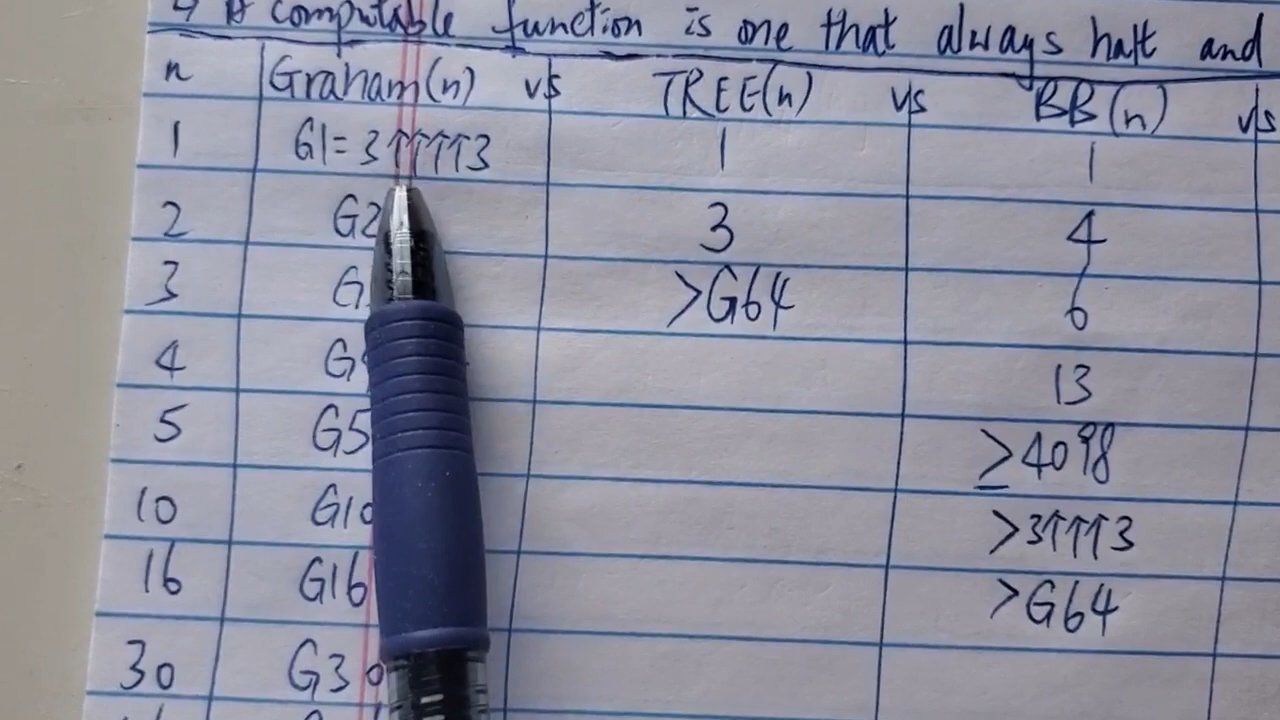 ↳ A computable function is one that always halt and
n Graham(n) vs TREE(n) vs BB(n) vs
1 G1=3↑↑↑↑3 1 1
2 G2 3 4
3 G >G64 6
4 G 13
5 G5 ≥4098
10 G10 >3↑↑↑3
16 G16 >G64
30 G30